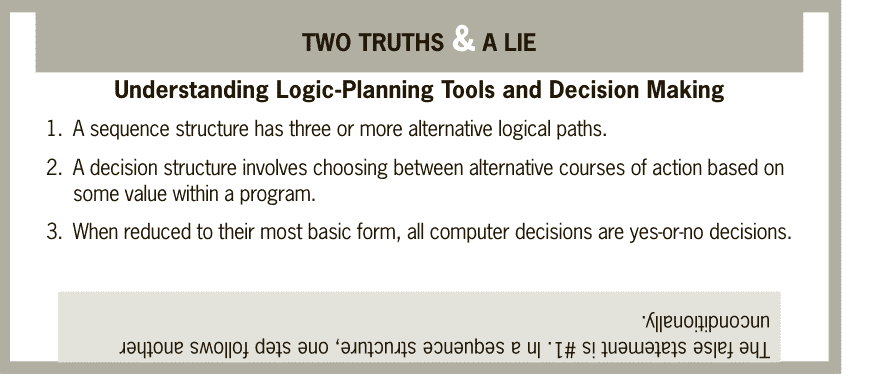 TWO TRUTHS & A LIE
Understanding Logic-Planning Tools and Decision Making
1. A sequence structure has three or more alternative logical paths.
2. A decision structure involves choosing between alternative courses of action based on
some value within a program.
3. When reduced to their most basic form, all computer decisions are yes-or-no decisions.
The false statement is #1. In a sequence structure, one step follows another
unconditionally.